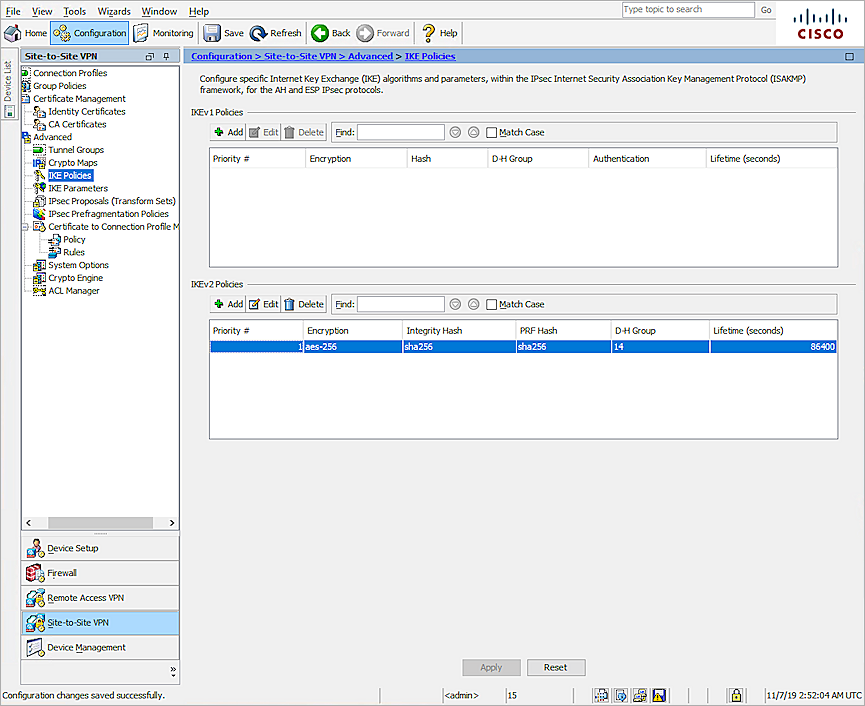 File View Tools Wizards Window Help
Type topic to search Go
Home Configuration Monitoring Save Refresh Back Forward Help
CISCO
Device List
Site-to-Site VPN
Connection Profiles
Group Policies
Certificate Management
Identity Certificates
CA Certificates
Advanced
Tunnel Groups
Crypto Maps
IKE Policies
IKE Parameters
IPsec Proposals (Transform Sets)
IPsec Prefragmentation Policies
Certificate to Connection Profile M
Policy
Rules
System Options
Crypto Engine
ACL Manager
Device Setup
Firewall
Remote Access VPN
Site-to-Site VPN
Device Management
Configuration > Site-to-Site VPN > Advanced > IKE Policies
Configure specific Internet Key Exchange (IKE) algorithms and parameters, within the IPsec Internet Security Association Key Management Protocol (ISAKMP)
framework, for the AH and ESP IPsec protocols.
IKEv1 Policies
Add Edit Delete Find: Match Case
Priority # Encryption Hash D-H Group Authentication Lifetime (seconds)
IKEv2 Policies
Add Edit Delete Find: Match Case
Priority # Encryption Integrity Hash PRF Hash D-H Group Lifetime (seconds)
1 aes-256 sha256 sha256 14 86400
Apply Reset
Configuration changes saved successfully. <admin> 15 11/7/19 2:52:04 AM UTC